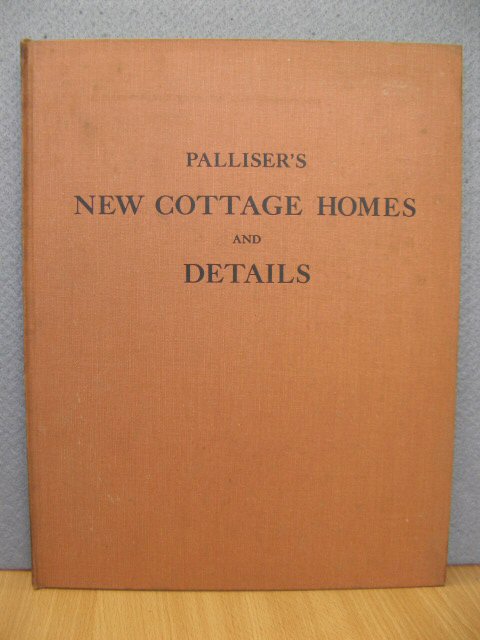 PALLISER'S
NEW COTTAGE HOMES
AND
DETAILS